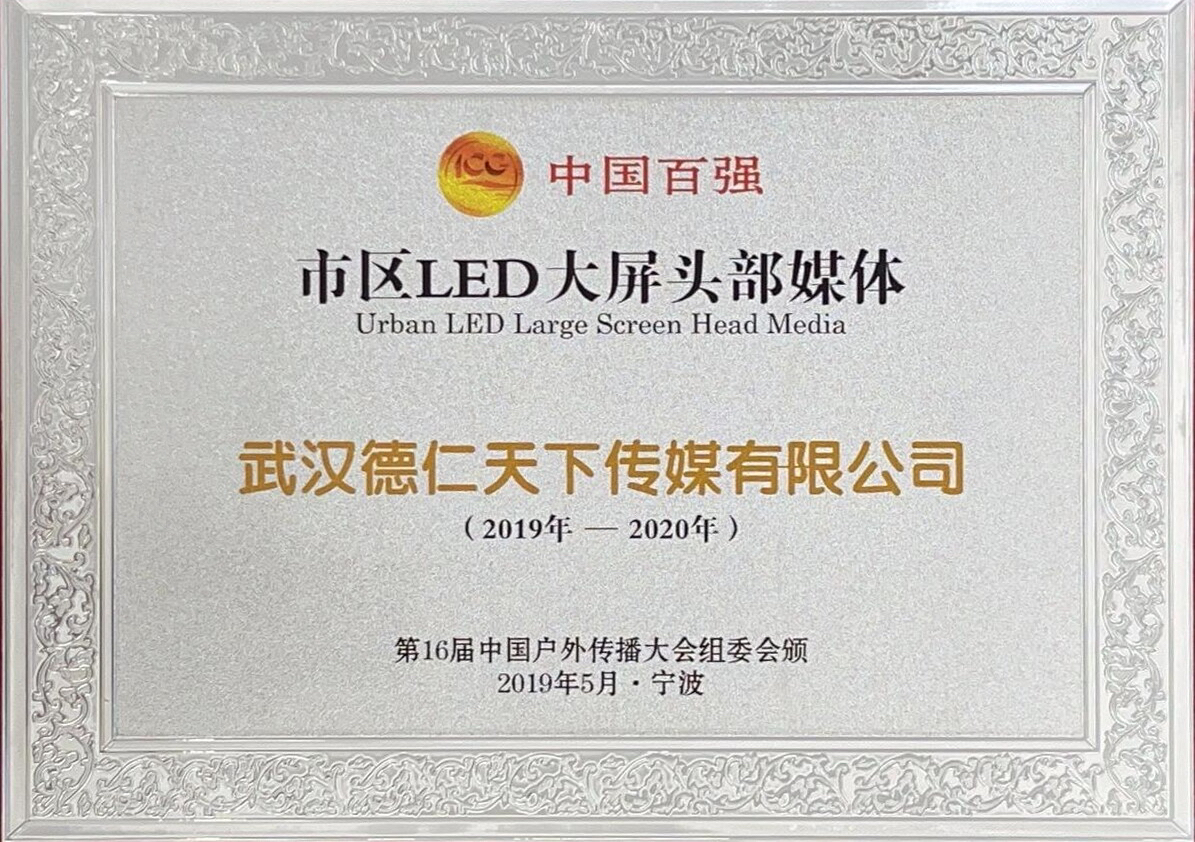 100 中国百强
市区LED大屏头部媒体
Urban LED Large Screen Head Media
武汉德仁天下传媒有限公司
（2019年 — 2020年）
第16届中国户外传播大会组委会颁
2019年5月·宁波